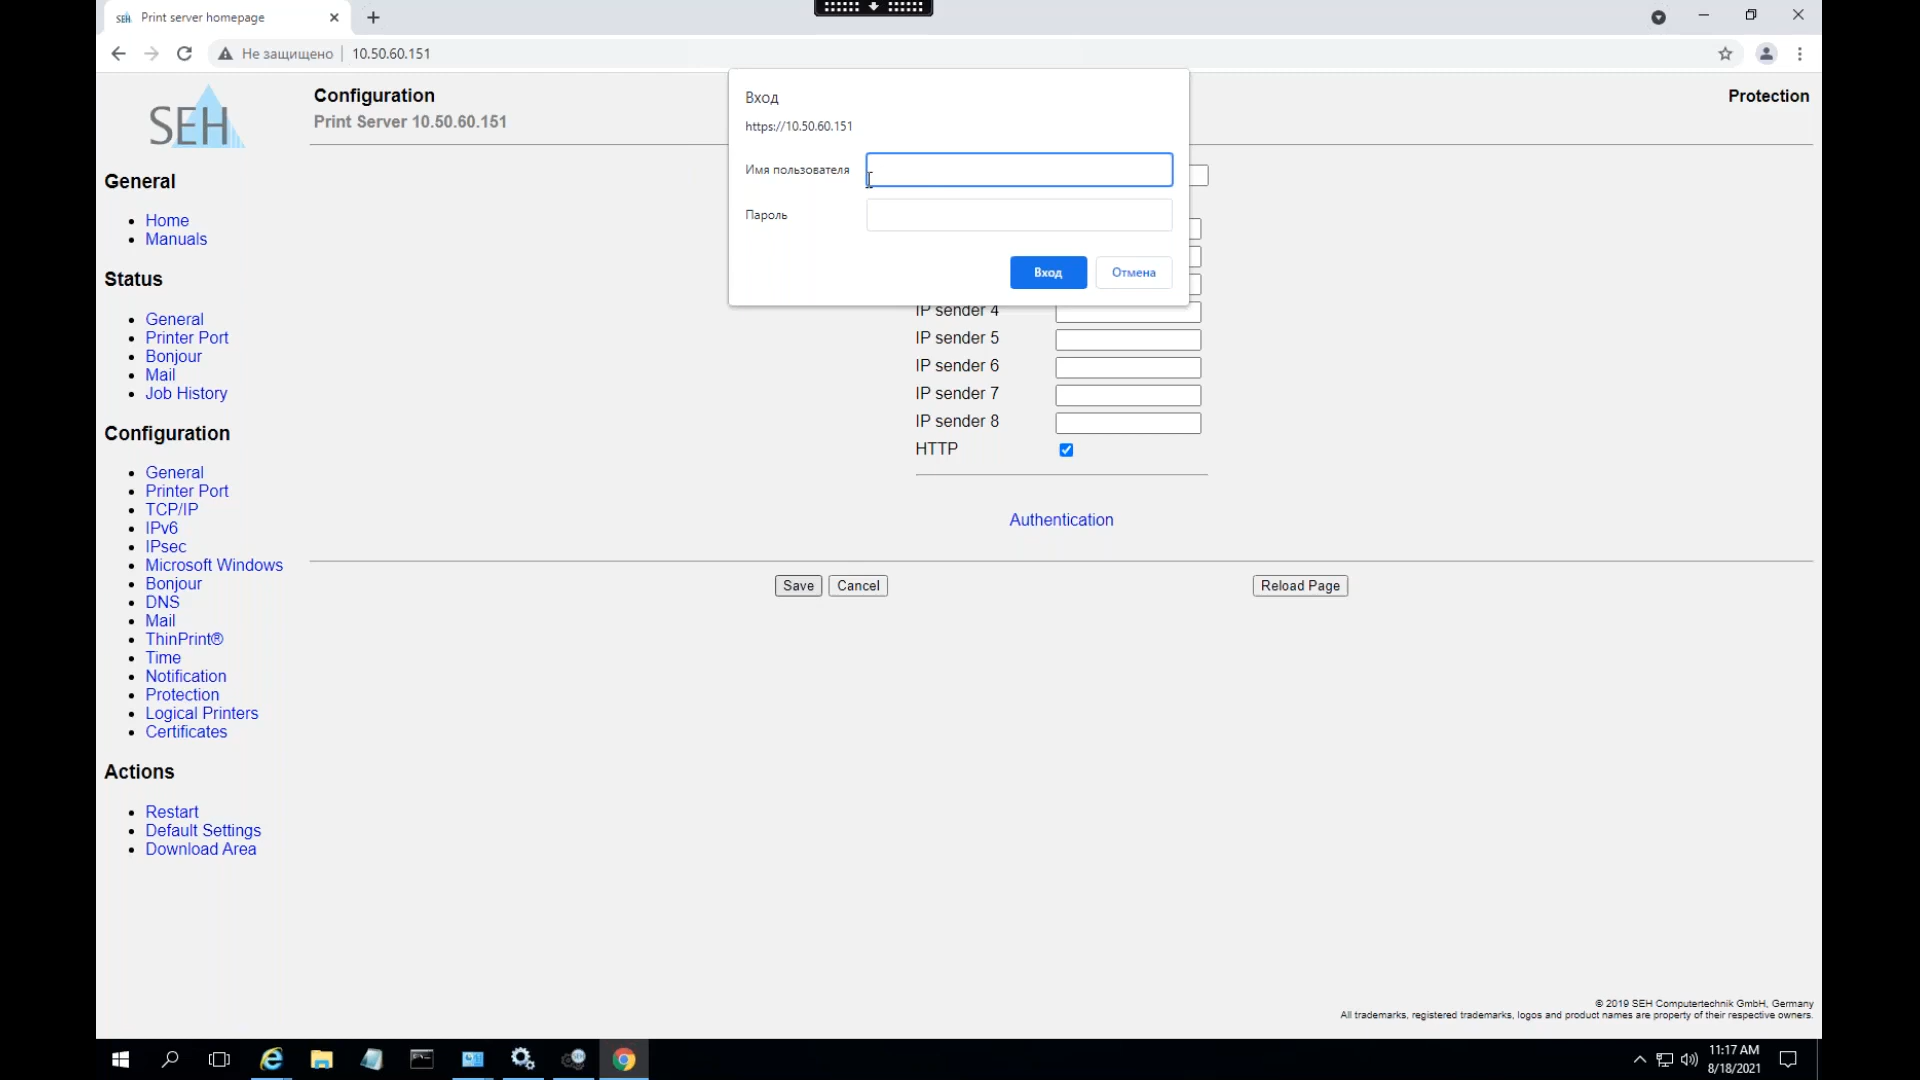 SEH Print server homepage
Не защищено | 10.50.60.151
SEH
Configuration
Print Server 10.50.60.151
Protection
Вход
https://10.50.60.151
Имя пользователя
Пароль
Вход Отмена
General
Home
Manuals
Status
General
Printer Port
Bonjour
Mail
Job History
Configuration
General
Printer Port
TCP/IP
IPv6
IPsec
Microsoft Windows
Bonjour
DNS
Mail
ThinPrint®
Time
Notification
Protection
Logical Printers
Certificates
Actions
Restart
Default Settings
Download Area
IP sender 4
IP sender 5
IP sender 6
IP sender 7
IP sender 8
HTTP
Authentication
Save Cancel Reload Page
© 2019 SEH Computertechnik GmbH, Germany
All trademarks, registered trademarks, logos and product names are property of their respective owners.
11:17 AM
8/18/2021